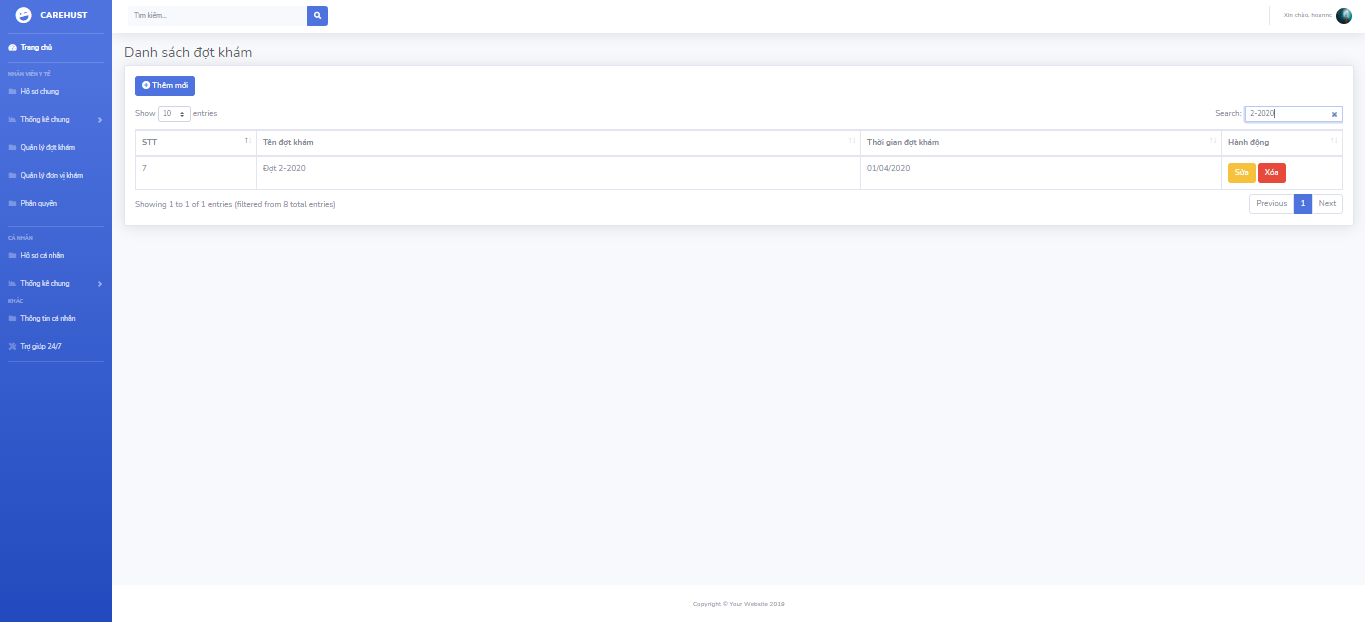 CAREHUST
Tìm kiếm...
Xin chào, hoannc
Trang chủ
NHÂN VIÊN Y TẾ
Hồ sơ chung
Thống kê chung
Quản lý đợt khám
Quản lý đơn vị khám
Phân quyền
CÁ NHÂN
Hồ sơ cá nhân
Thống kê chung
KHÁC
Thông tin cá nhân
Trợ giúp 24/7
Danh sách đợt khám
Thêm mới
Show 10 entries
Search: 2-2020
STT Tên đợt khám Thời gian đợt khám Hành động
7 Đợt 2-2020 01/04/2020 Sửa Xóa
Showing 1 to 1 of 1 entries (filtered from 8 total entries)
Previous 1 Next
Copyright © Your Website 2019